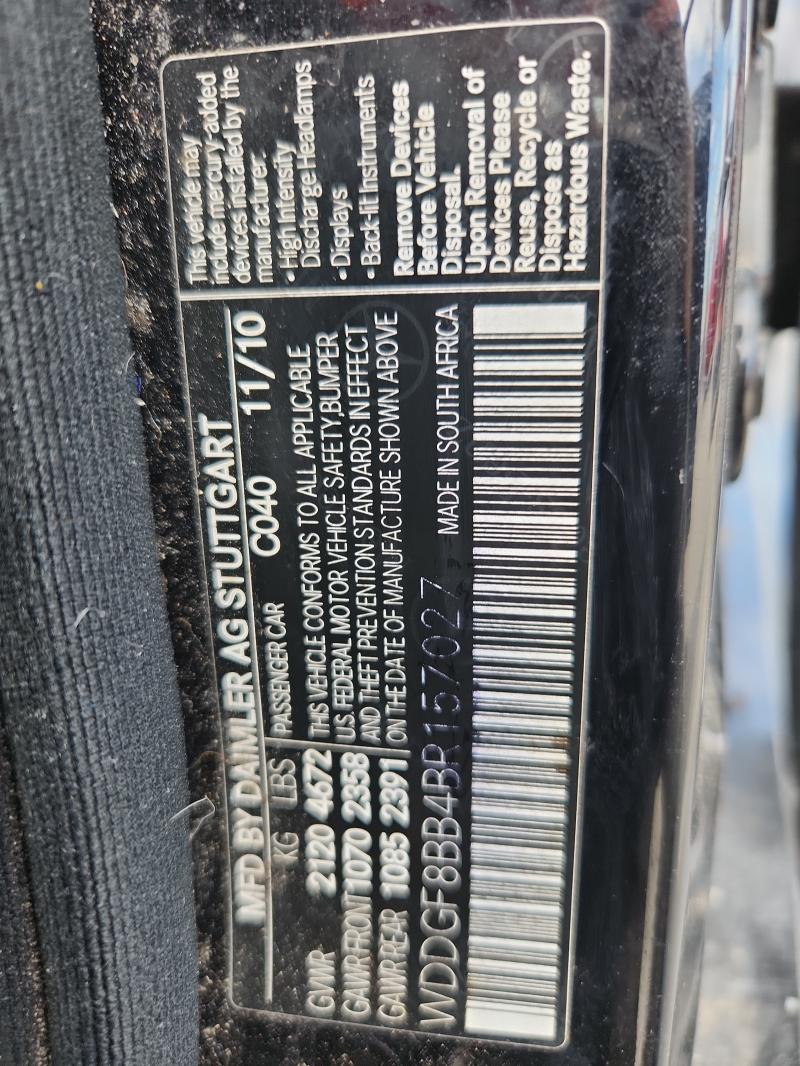 MFD BY DAIMLER AG STUTTGART
KG LBS PASSENGER CAR C040 11/10
GVWR 2120 4672 THIS VEHICLE CONFORMS TO ALL APPLICABLE
GAWR FRONT 1070 2358 U.S. FEDERAL MOTOR VEHICLE SAFETY,BUMPER
AND THEFT PREVENTION STANDARDS IN EFFECT
GAWR REAR 1085 2391 ON THE DATE OF MANUFACTURE SHOWN ABOVE
WDDGF8BB4BR157027 MADE IN SOUTH AFRICA
This vehicle may
include mercury-added
devices installed by the
manufacturer:
• High Intensity
Discharge Headlamps
• Displays
• Back-lit Instruments
Remove Devices
Before Vehicle
Disposal.
Upon Removal of
Devices Please
Reuse, Recycle or
Dispose as
Hazardous Waste.